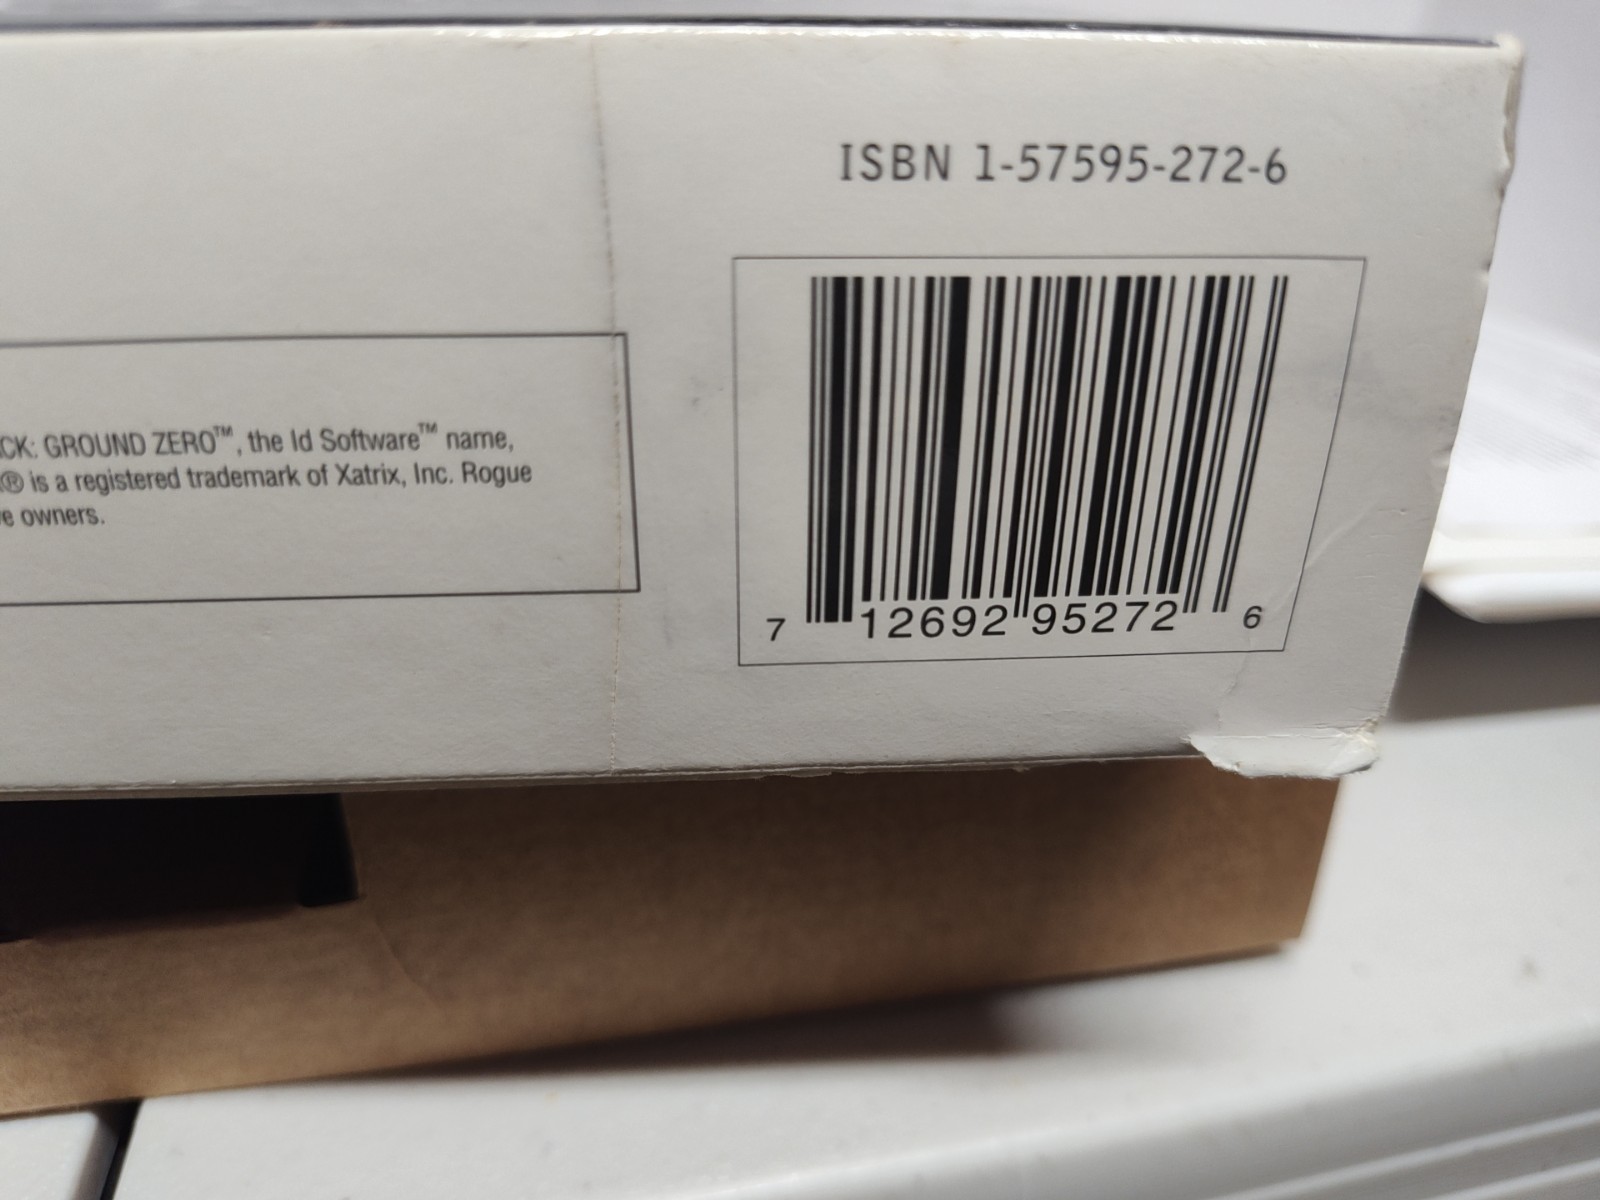 ISBN 1-57595-272-6
CK: GROUND ZERO™, the Id Software™ name,
® is a registered trademark of Xatrix, Inc. Rogue
e owners.
7 12692 95272 6